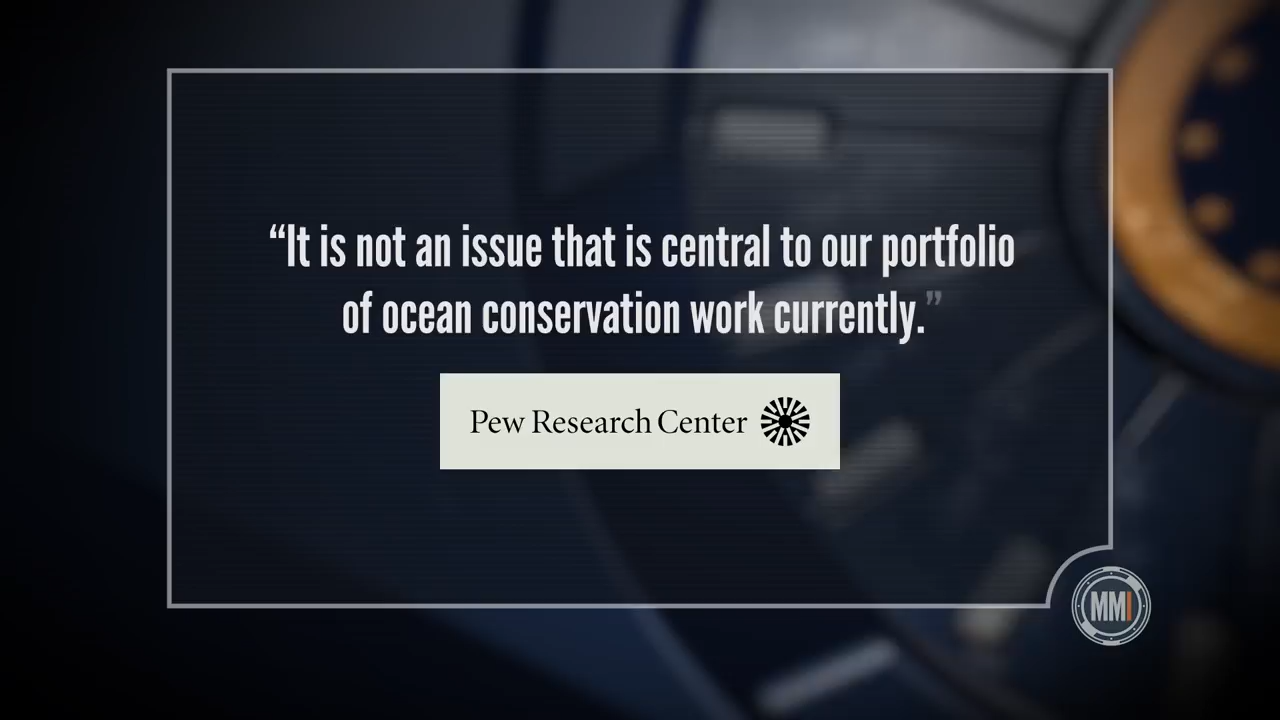 “It is not an issue that is central to our portfolio
of ocean conservation work currently.”
Pew Research Center
MMI